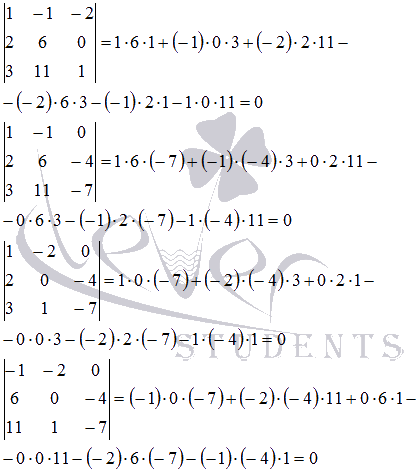 |1 −1 −2|
|2 6 0| =1·6·1+(−1)·0·3+(−2)·2·11−
|3 11 1|
−(−2)·6·3−(−1)·2·1−1·0·11=0
|1 −1 0|
|2 6 −4| =1·6·(−7)+(−1)·(−4)·3+0·2·11−
|3 11 −7|
−0·6·3−(−1)·2·(−7)−1·(−4)·11=0
|1 −2 0|
|2 0 −4| =1·0·(−7)+(−2)·(−4)·3+0·2·1−
|3 1 −7|
−0·0·3−(−2)·2·(−7)−1·(−4)·1=0
|−1 −2 0|
|6 0 −4| =(−1)·0·(−7)+(−2)·(−4)·11+0·6·1−
|11 1 −7|
−0·0·11−(−2)·6·(−7)−(−1)·(−4)·1=0
Lever
STUDENTS